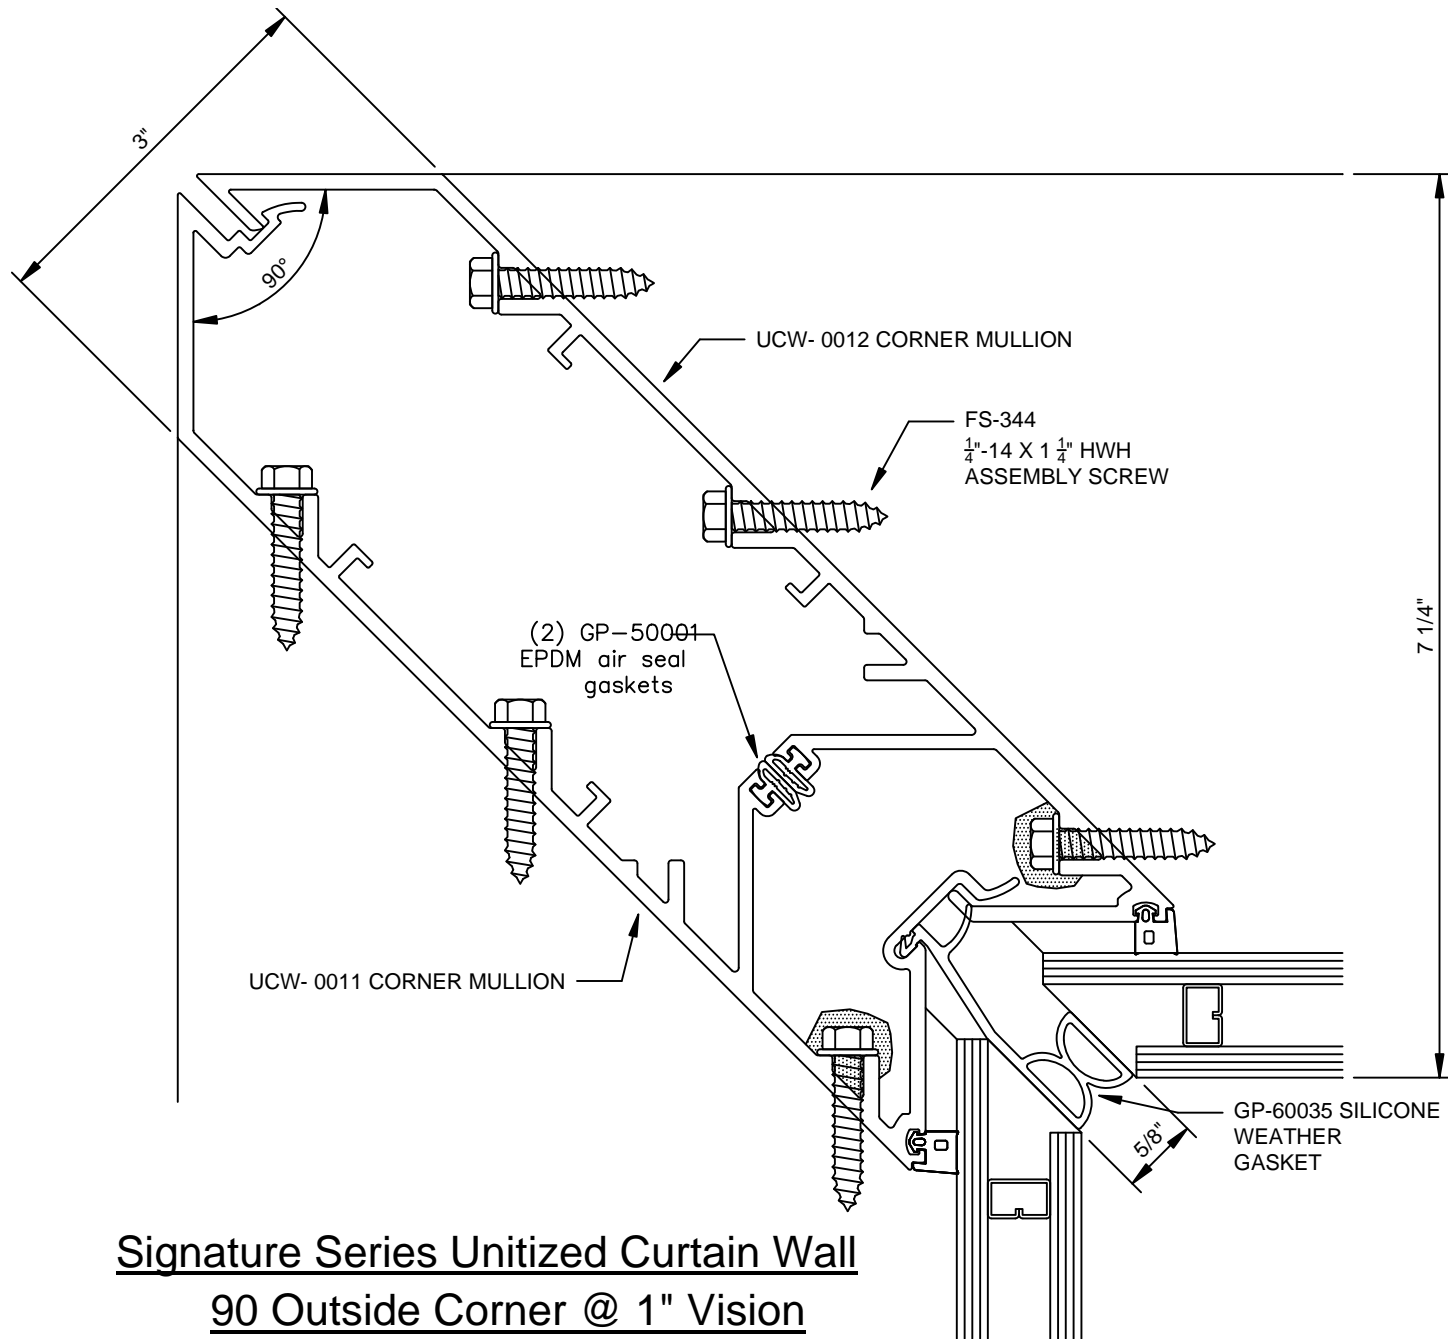 3"
90°
UCW- 0012 CORNER MULLION
FS-344
1/4"-14 X 1 1/4" HWH
ASSEMBLY SCREW
7 1/4"
(2) GP-50001
EPDM air seal
gaskets
UCW- 0011 CORNER MULLION
GP-60035 SILICONE
WEATHER
GASKET
5/8"
Signature Series Unitized Curtain Wall
90 Outside Corner @ 1" Vision